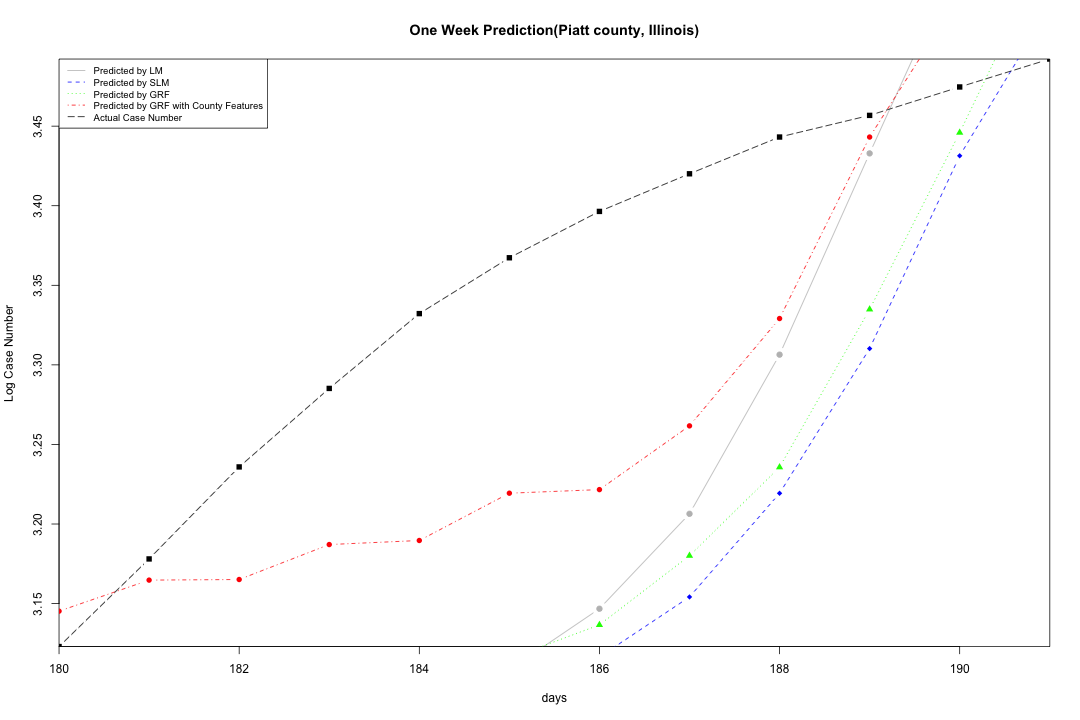 One Week Prediction(Piatt county, Illinois)
Predicted by LM
Predicted by SLM
Predicted by GRF
Predicted by GRF with County Features
Actual Case Number
Log Case Number
3.45
3.40
3.35
3.30
3.25
3.20
3.15
180 182 184 186 188 190
days